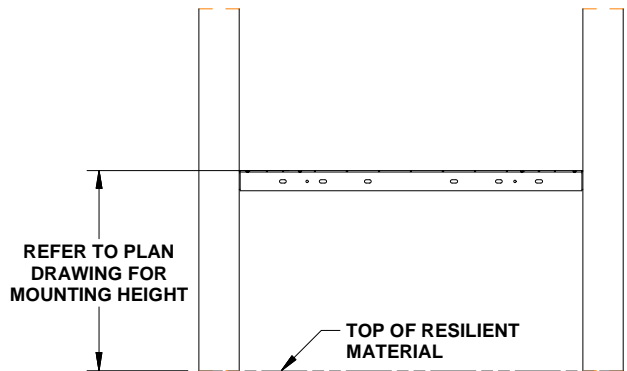 REFER TO PLAN
DRAWING FOR
MOUNTING HEIGHT
TOP OF RESILIENT
MATERIAL